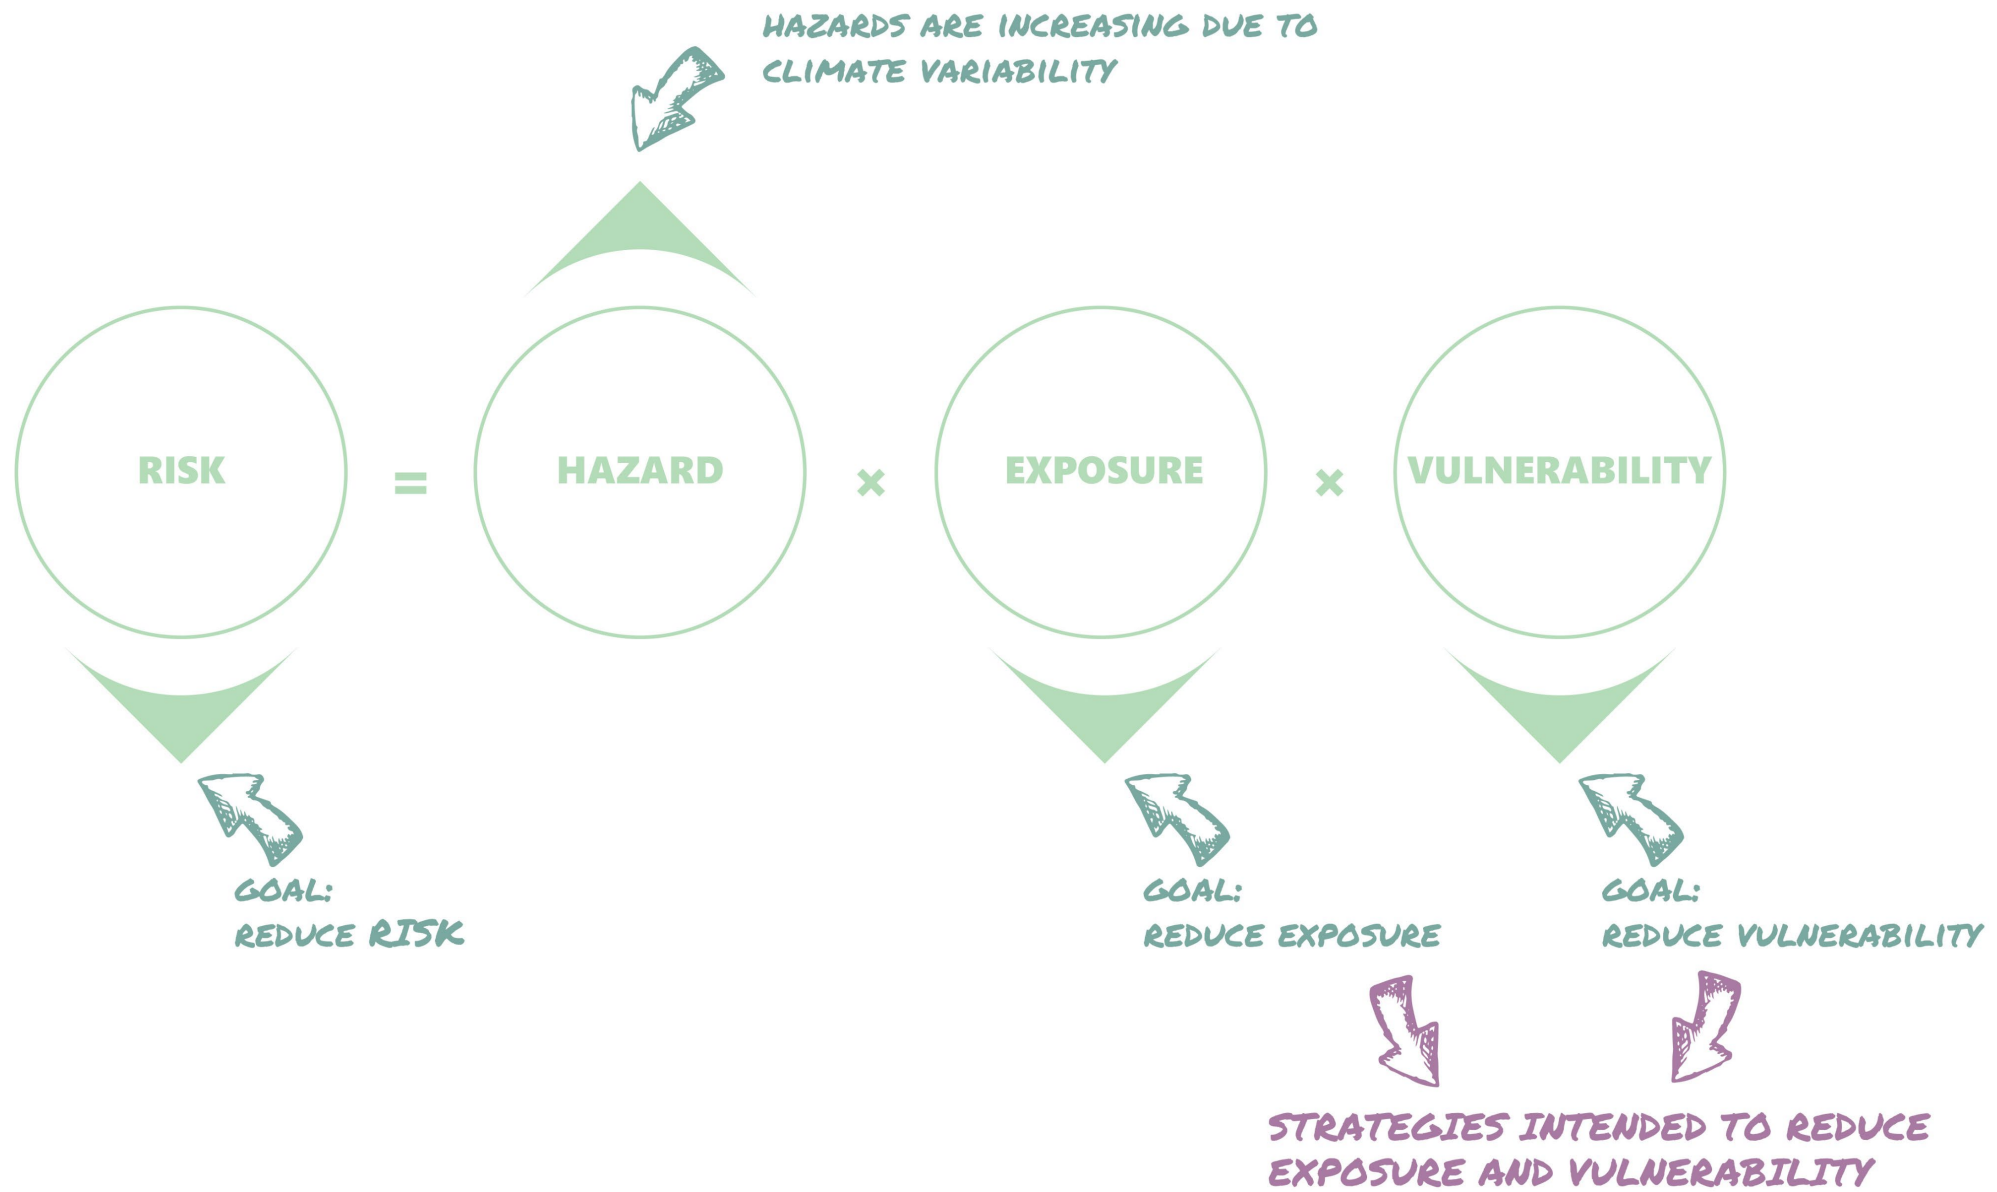 HAZARDS ARE INCREASING DUE TO
CLIMATE VARIABILITY
RISK = HAZARD × EXPOSURE × VULNERABILITY
GOAL:
REDUCE RISK
GOAL:
REDUCE EXPOSURE
GOAL:
REDUCE VULNERABILITY
STRATEGIES INTENDED TO REDUCE
EXPOSURE AND VULNERABILITY